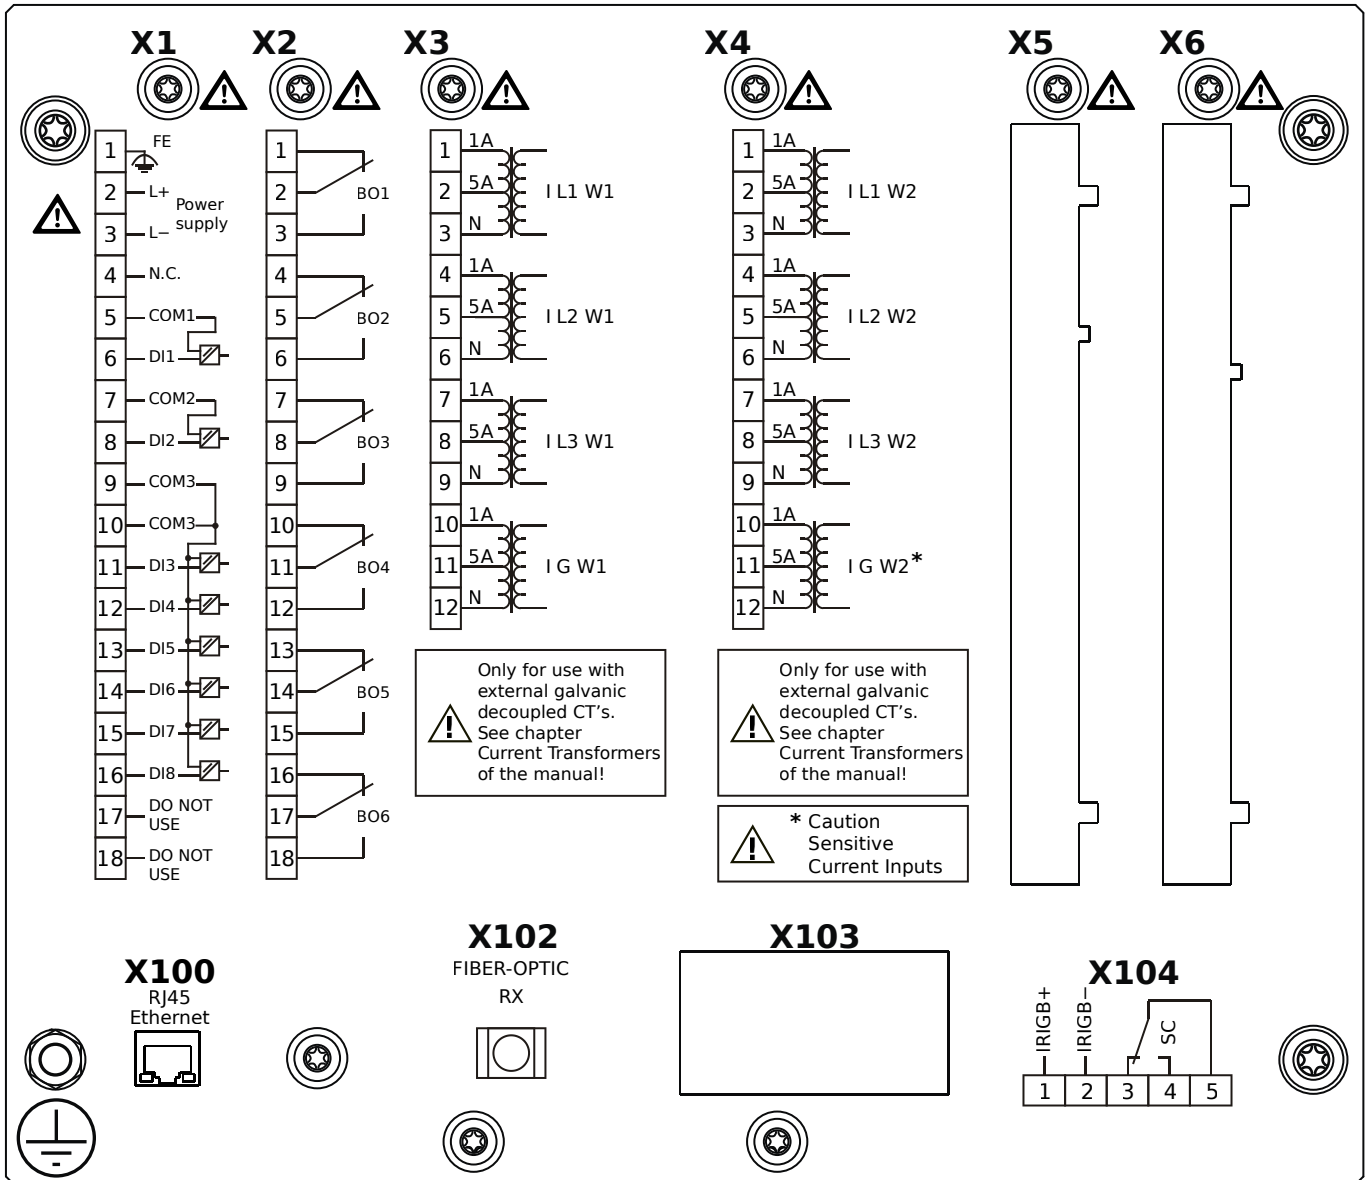 X1
X2
X3
X4
X5
X6
1 FE
2 L+
Power
supply
3 L−
4 N.C.
5 COM1
6 DI1
7 COM2
8 DI2
9 COM3
10 COM3
11 DI3
12 DI4
13 DI5
14 DI6
15 DI7
16 DI8
17 DO NOT
USE
18 DO NOT
USE
1
2 BO1
3
4
5 BO2
6
7
8 BO3
9
10
11 BO4
12
13
14 BO5
15
16
17 BO6
18
1 1A
2 5A I L1 W1
3 N
4 1A
5 5A I L2 W1
6 N
7 1A
8 5A I L3 W1
9 N
10 1A
11 5A I G W1
12 N
Only for use with
external galvanic
decoupled CT's.
See chapter
Current Transformers
of the manual!
1 1A
2 5A I L1 W2
3 N
4 1A
5 5A I L2 W2
6 N
7 1A
8 5A I L3 W2
9 N
10 1A
11 5A I G W2*
12 N
Only for use with
external galvanic
decoupled CT's.
See chapter
Current Transformers
of the manual!
* Caution
Sensitive
Current Inputs
X100
RJ45
Ethernet
X102
FIBER-OPTIC
RX
X103
X104
IRIGB+
IRIGB−
SC
1 2 3 4 5